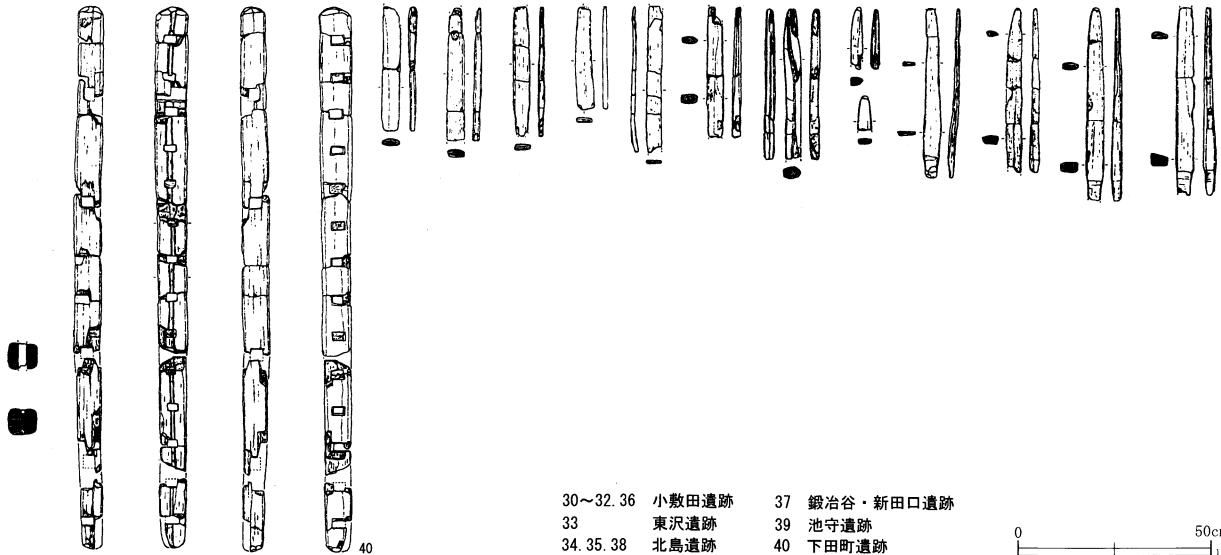 40
30～32.36 小敷田遺跡 37 鍛冶谷・新田口遺跡
33 東沢遺跡 39 池守遺跡
34.35.38 北島遺跡 40 下田町遺跡
0 50cm